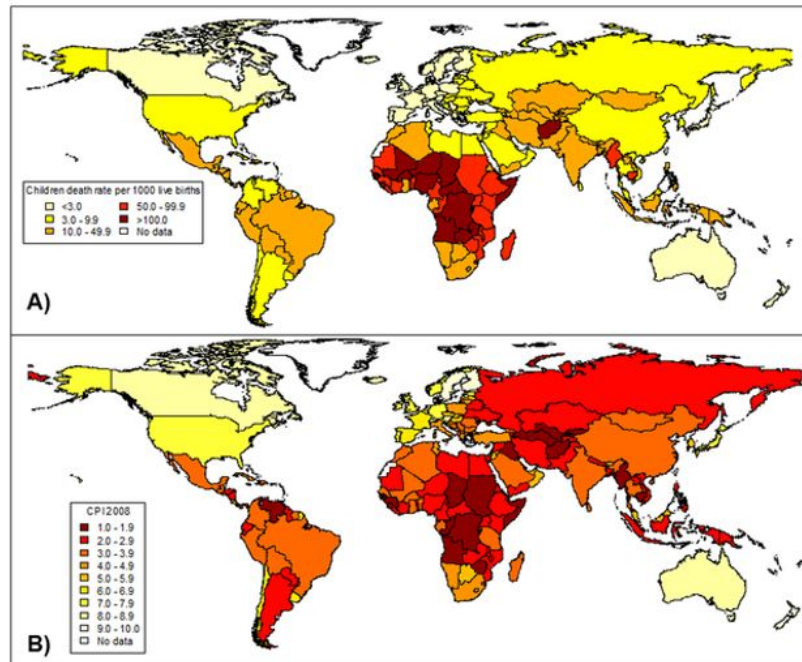 Children death rate per 1000 live births
<3.0
50.0 - 99.9
3.0 - 9.9
>100.0
10.0 - 49.9
No data
A)
CPI2008
1.0 - 1.9
2.0 - 2.9
3.0 - 3.9
4.0 - 4.9
5.0 - 5.9
6.0 - 6.9
7.0 - 7.9
8.0 - 8.9
9.0 - 10.0
No data
B)